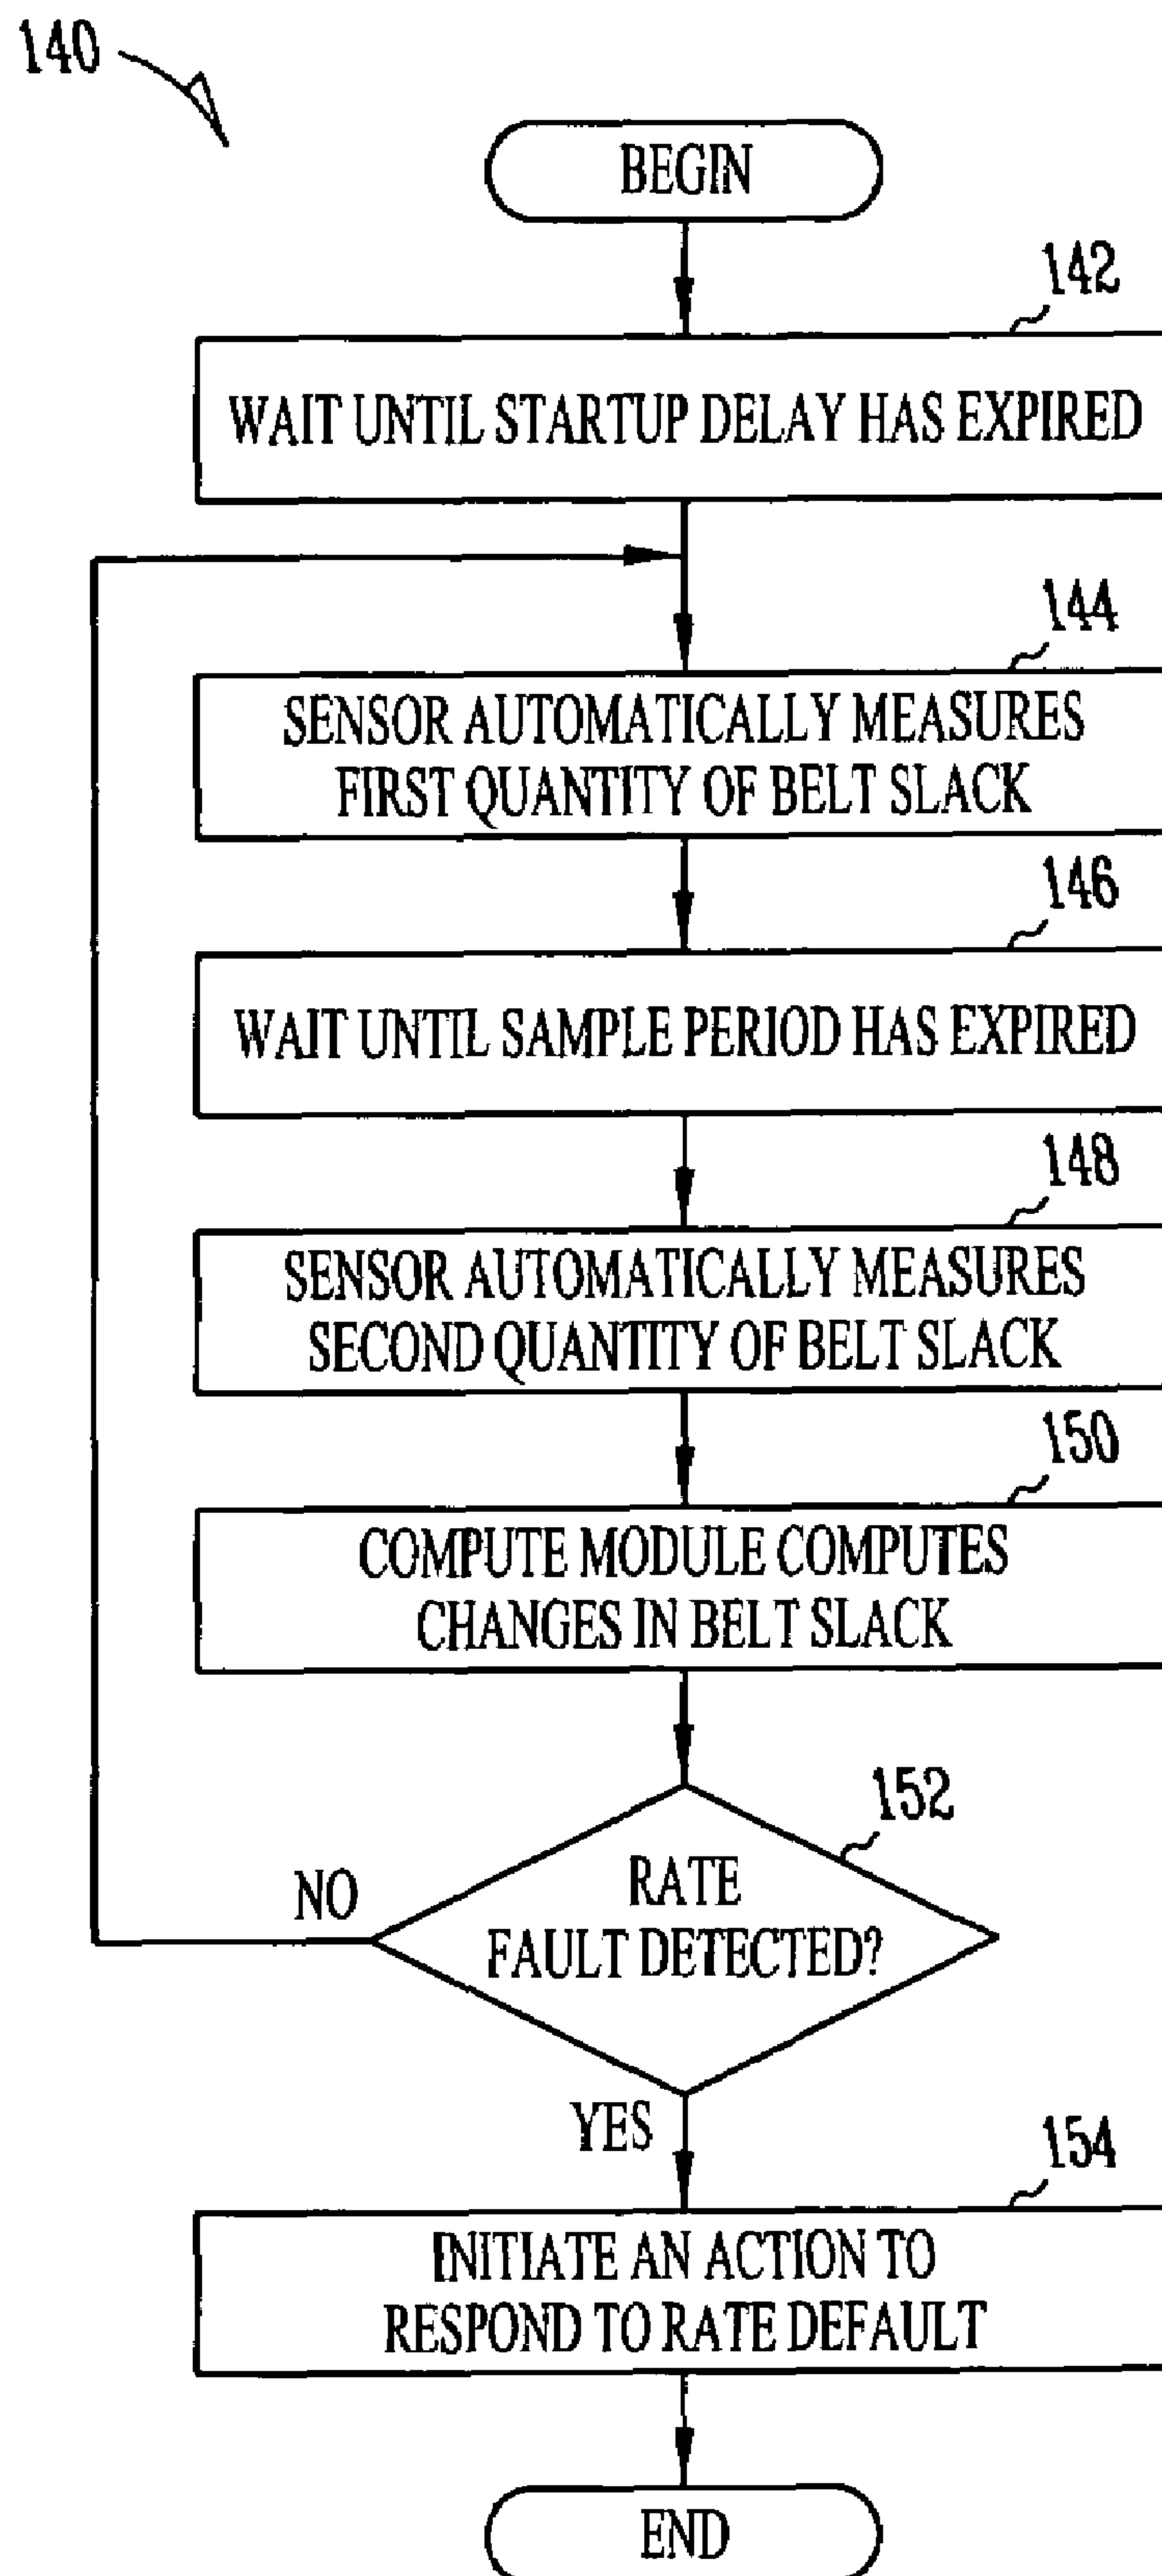 140
BEGIN
142
WAIT UNTIL STARTUP DELAY HAS EXPIRED
144
SENSOR AUTOMATICALLY MEASURES
FIRST QUANTITY OF BELT SLACK
146
WAIT UNTIL SAMPLE PERIOD HAS EXPIRED
148
SENSOR AUTOMATICALLY MEASURES
SECOND QUANTITY OF BELT SLACK
150
COMPUTE MODULE COMPUTES
CHANGES IN BELT SLACK
152
RATE
FAULT DETECTED?
NO
YES
154
INITIATE AN ACTION TO
RESPOND TO RATE DEFAULT
END